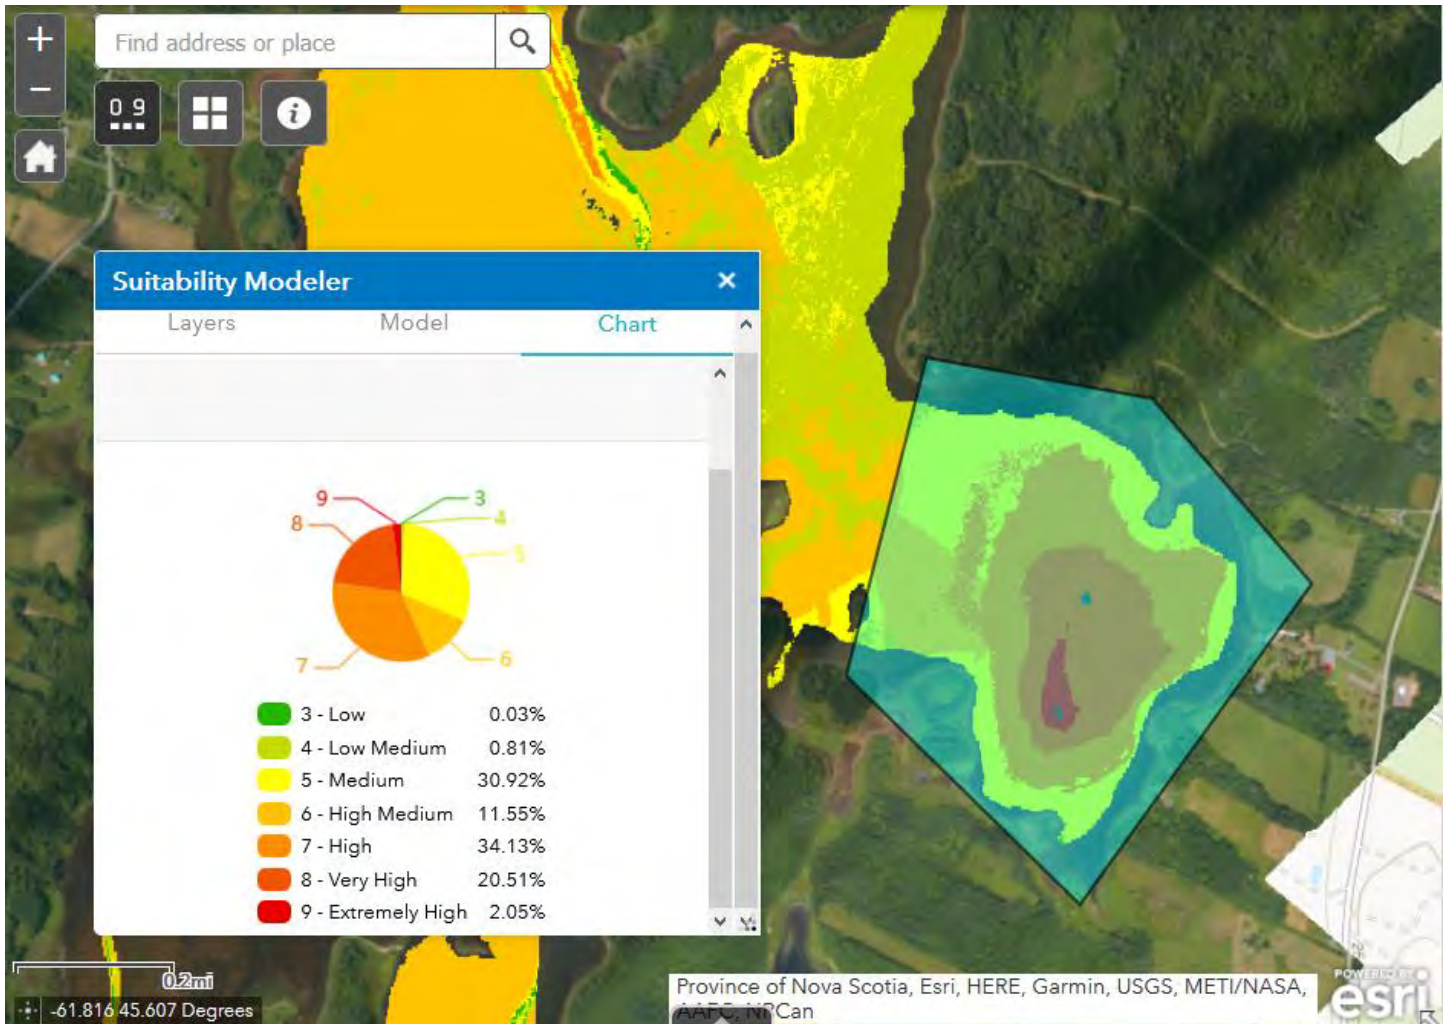 +
Find address or place
−
0 9
i
Suitability Modeler ×
Layers Model Chart
9 3
8 4
5
7 6
3 - Low 0.03%
4 - Low Medium 0.81%
5 - Medium 30.92%
6 - High Medium 11.55%
7 - High 34.13%
8 - Very High 20.51%
9 - Extremely High 2.05%
0.2mi
-61.816 45.607 Degrees
Province of Nova Scotia, Esri, HERE, Garmin, USGS, METI/NASA,
AAFC, NRCan
POWERED BY
esri